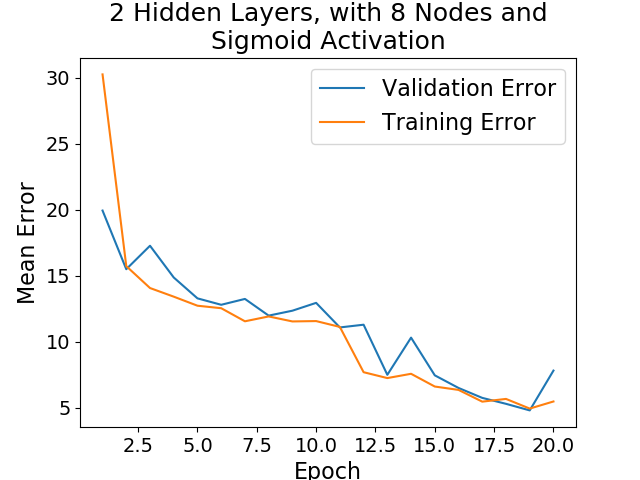 2 Hidden Layers, with 8 Nodes and
Sigmoid Activation
Validation Error
Training Error
Mean Error
30
25
20
15
10
5
2.5 5.0 7.5 10.0 12.5 15.0 17.5 20.0
Epoch